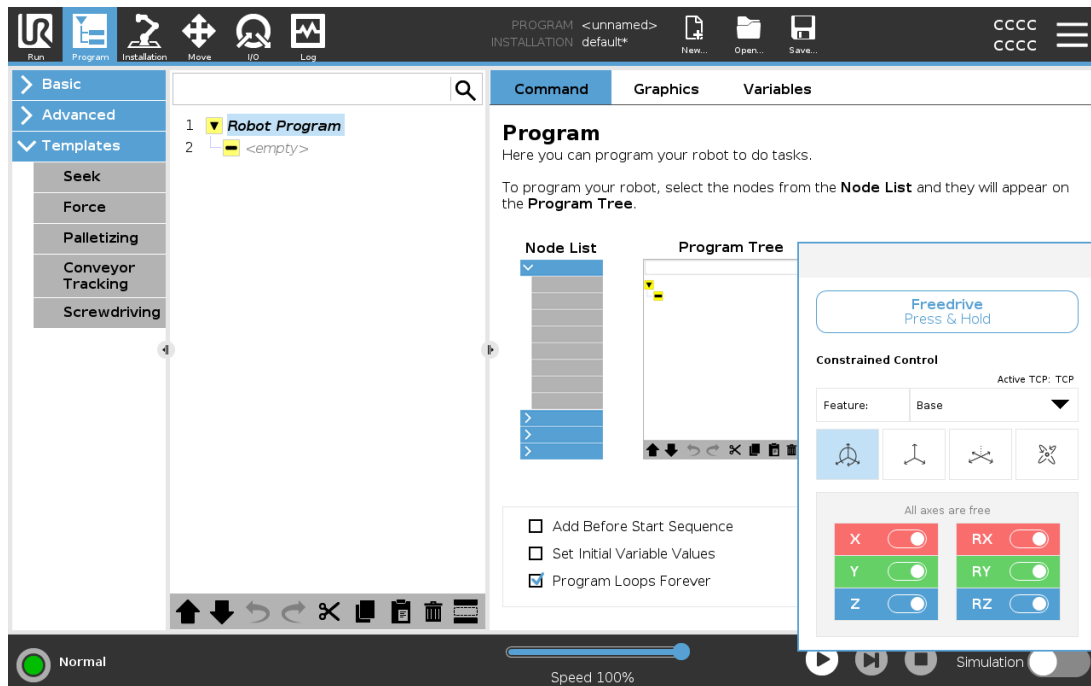 UR
PROGRAM <unnamed>
INSTALLATION default*
CCCC
CCCC
Run
Program
Installation
Move
I/O
Log
New...
Open...
Save...
Basic
Advanced
Templates
Seek
Force
Palletizing
Conveyor
Tracking
Screwdriving
1 Robot Program
2 <empty>
Command
Graphics
Variables
Program
Here you can program your robot to do tasks.
To program your robot, select the nodes from the Node List and they will appear on
the Program Tree.
Node List
Program Tree
Add Before Start Sequence
Set Initial Variable Values
Program Loops Forever
Freedrive
Press & Hold
Constrained Control
Active TCP: TCP
Feature:
Base
All axes are free
X
RX
Y
RY
Z
RZ
Normal
Speed 100%
Simulation